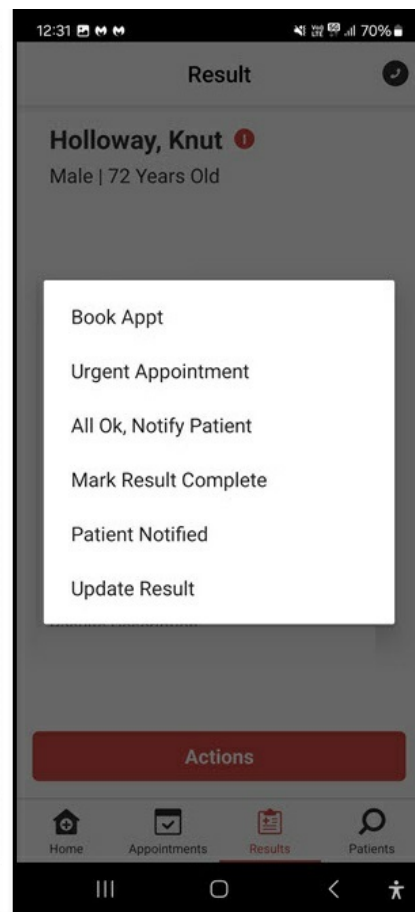 12:31 70%
Result
Holloway, Knut
Male | 72 Years Old
Book Appt
Urgent Appointment
All Ok, Notify Patient
Mark Result Complete
Patient Notified
Update Result
Actions
Home Appointments Results Patients